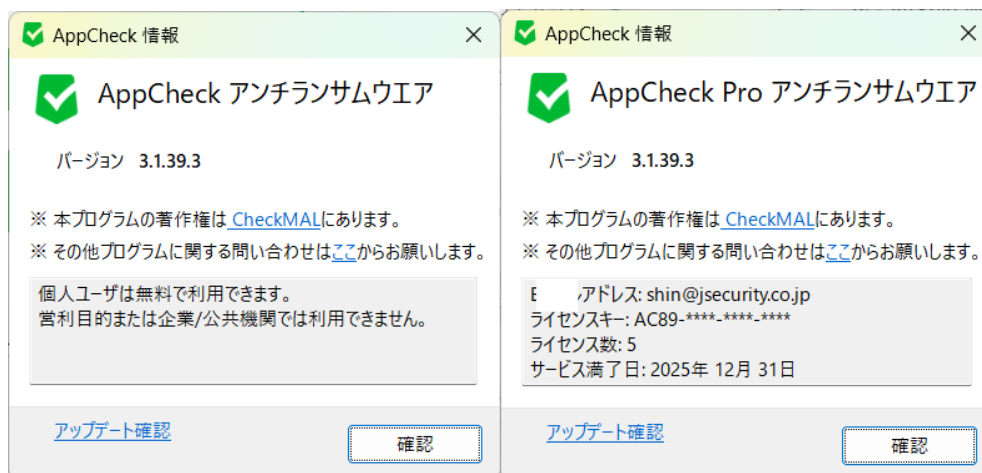 AppCheck 情報
AppCheck アンチランサムウエア
バージョン 3.1.39.3
※ 本プログラムの著作権は CheckMALにあります。
※ その他プログラムに関する問い合わせはここからお願いします。
個人ユーザは無料で利用できます。
営利目的または企業/公共機関では利用できません。
アップデート確認
確認
AppCheck 情報
AppCheck Pro アンチランサムウエア
バージョン 3.1.39.3
※ 本プログラムの著作権は CheckMALにあります。
※ その他プログラムに関する問い合わせはここからお願いします。
アドレス: shin@jsecurity.co.jp
ライセンスキー: AC89-****-****-****
ライセンス数: 5
サービス満了日: 2025年 12月 31日
アップデート確認
確認